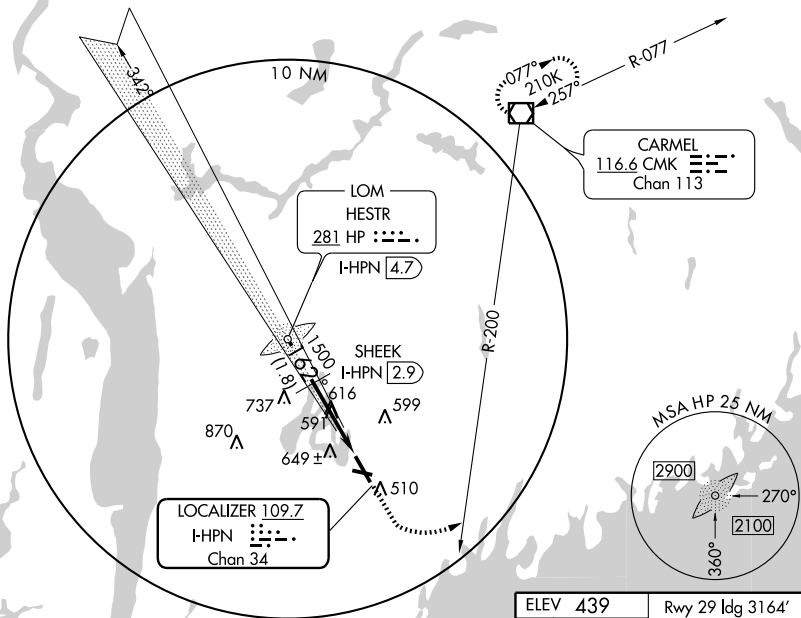 342°
10 NM
077°
210K
257°
R-077
CARMEL
116.6 CMK
Chan 113
LOM
HESTR
281 HP
I-HPN 4.7
R-200
1500
162°
(1.8)
SHEEK
I-HPN 2.9
616
737
591
599
870
649 ±
510
LOCALIZER 109.7
I-HPN
Chan 34
MSA HP 25 NM
2900
270°
2100
360°
ELEV 439
Rwy 29 ldg 3164'